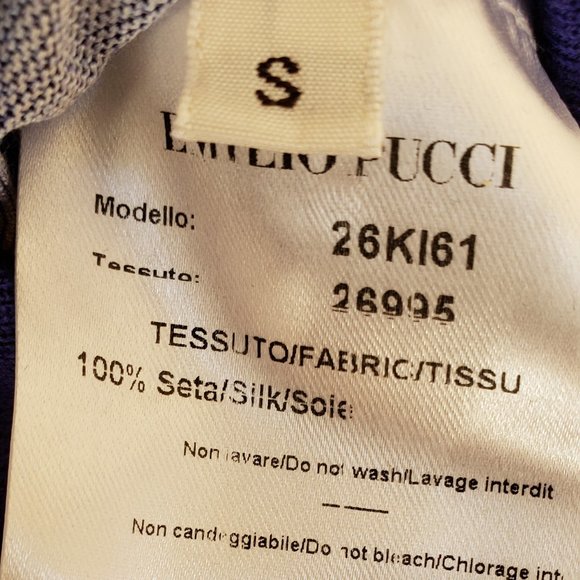 S
EMILIO PUCCI
Modello: 26KI61
Tessuto: 26995
TESSUTO/FABRIC/TISSU
100% Seta/Silk/Soie
Non lavare/Do not wash/Lavage interdit
Non candeggiabile/Do not bleach/Chlorage int